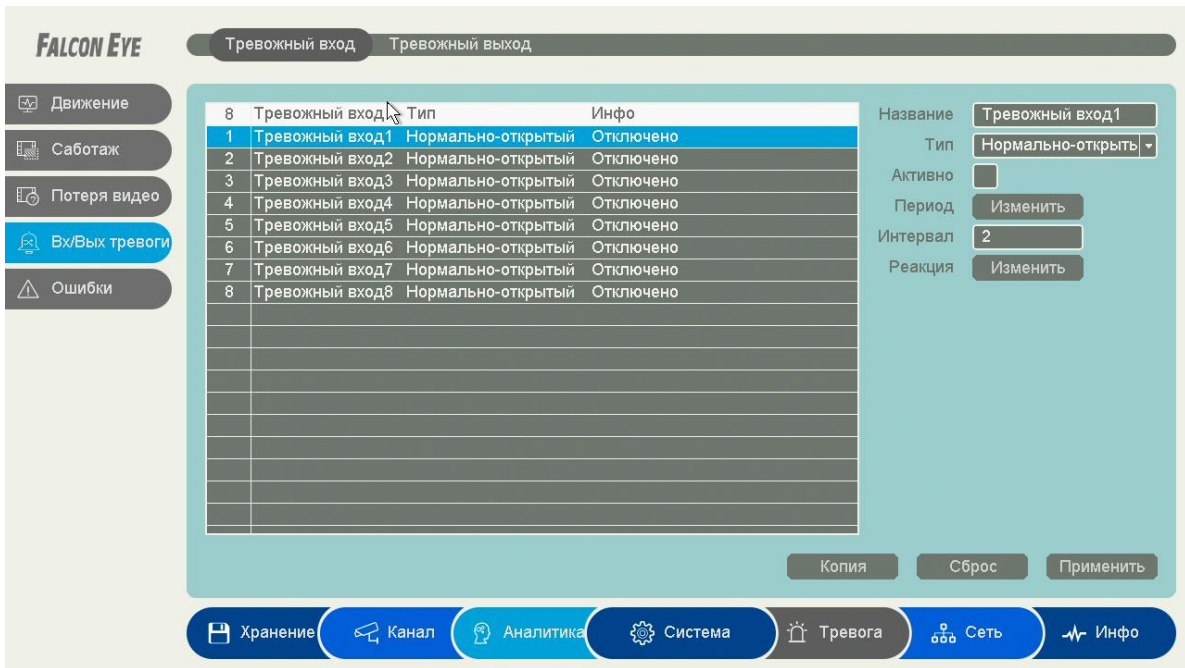 FALCON EYE
Тревожный вход Тревожный выход
Движение
Саботаж
Потеря видео
Вх/Вых тревоги
Ошибки
8 Тревожный вход Тип Инфо
1 Тревожный вход1 Нормально-открытый Отключено
2 Тревожный вход2 Нормально-открытый Отключено
3 Тревожный вход3 Нормально-открытый Отключено
4 Тревожный вход4 Нормально-открытый Отключено
5 Тревожный вход5 Нормально-открытый Отключено
6 Тревожный вход6 Нормально-открытый Отключено
7 Тревожный вход7 Нормально-открытый Отключено
8 Тревожный вход8 Нормально-открытый Отключено
Название Тревожный вход1
Тип Нормально-открыть
Активно
Период Изменить
Интервал 2
Реакция Изменить
Копия Сброс Применить
Хранение Канал Аналитика Система Тревога Сеть Инфо